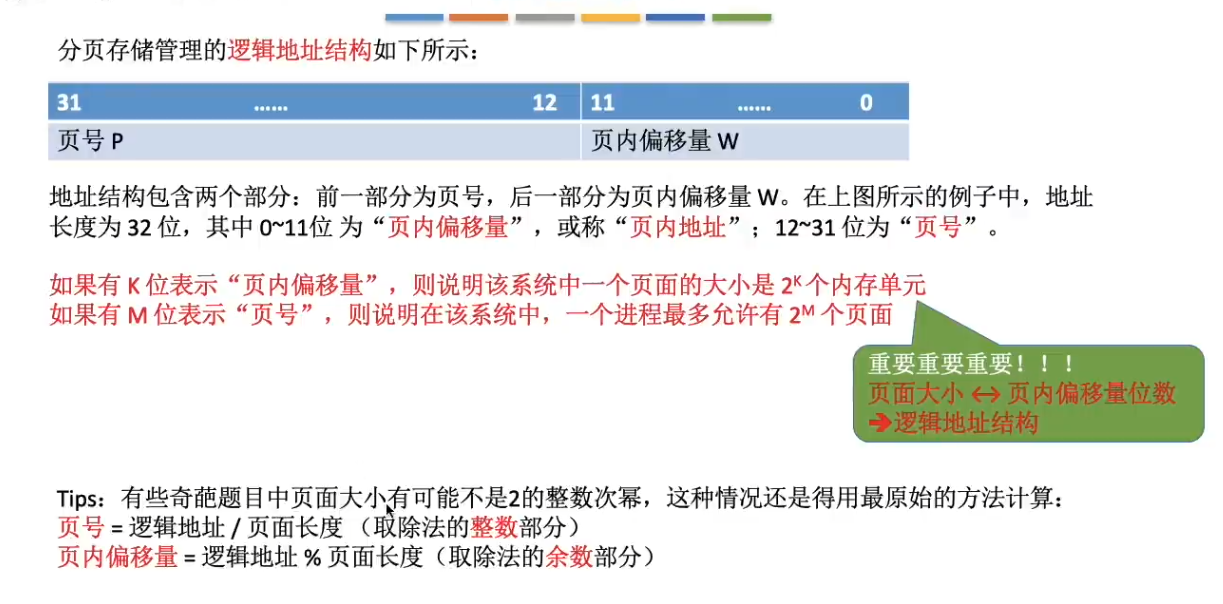 分页存储管理的逻辑地址结构如下所示：
31 …… 12 11 …… 0
页号 P 页内偏移量 W
地址结构包含两个部分：前一部分为页号，后一部分为页内偏移量 W。在上图所示的例子中，地址
长度为 32 位，其中 0~11位 为“页内偏移量”，或称“页内地址”；12~31 位为“页号”。
如果有 K 位表示“页内偏移量”，则说明该系统中一个页面的大小是 2ᴷ 个内存单元
如果有 M 位表示“页号”，则说明在该系统中，一个进程最多允许有 2ᴹ 个页面
重要重要重要！！！
页面大小 ↔ 页内偏移量位数
➔逻辑地址结构
Tips：有些奇葩题目中页面大小有可能不是2的整数次幂，这种情况还是得用最原始的方法计算：
页号 = 逻辑地址 / 页面长度 （取除法的整数部分）
页内偏移量 = 逻辑地址 % 页面长度（取除法的余数部分）